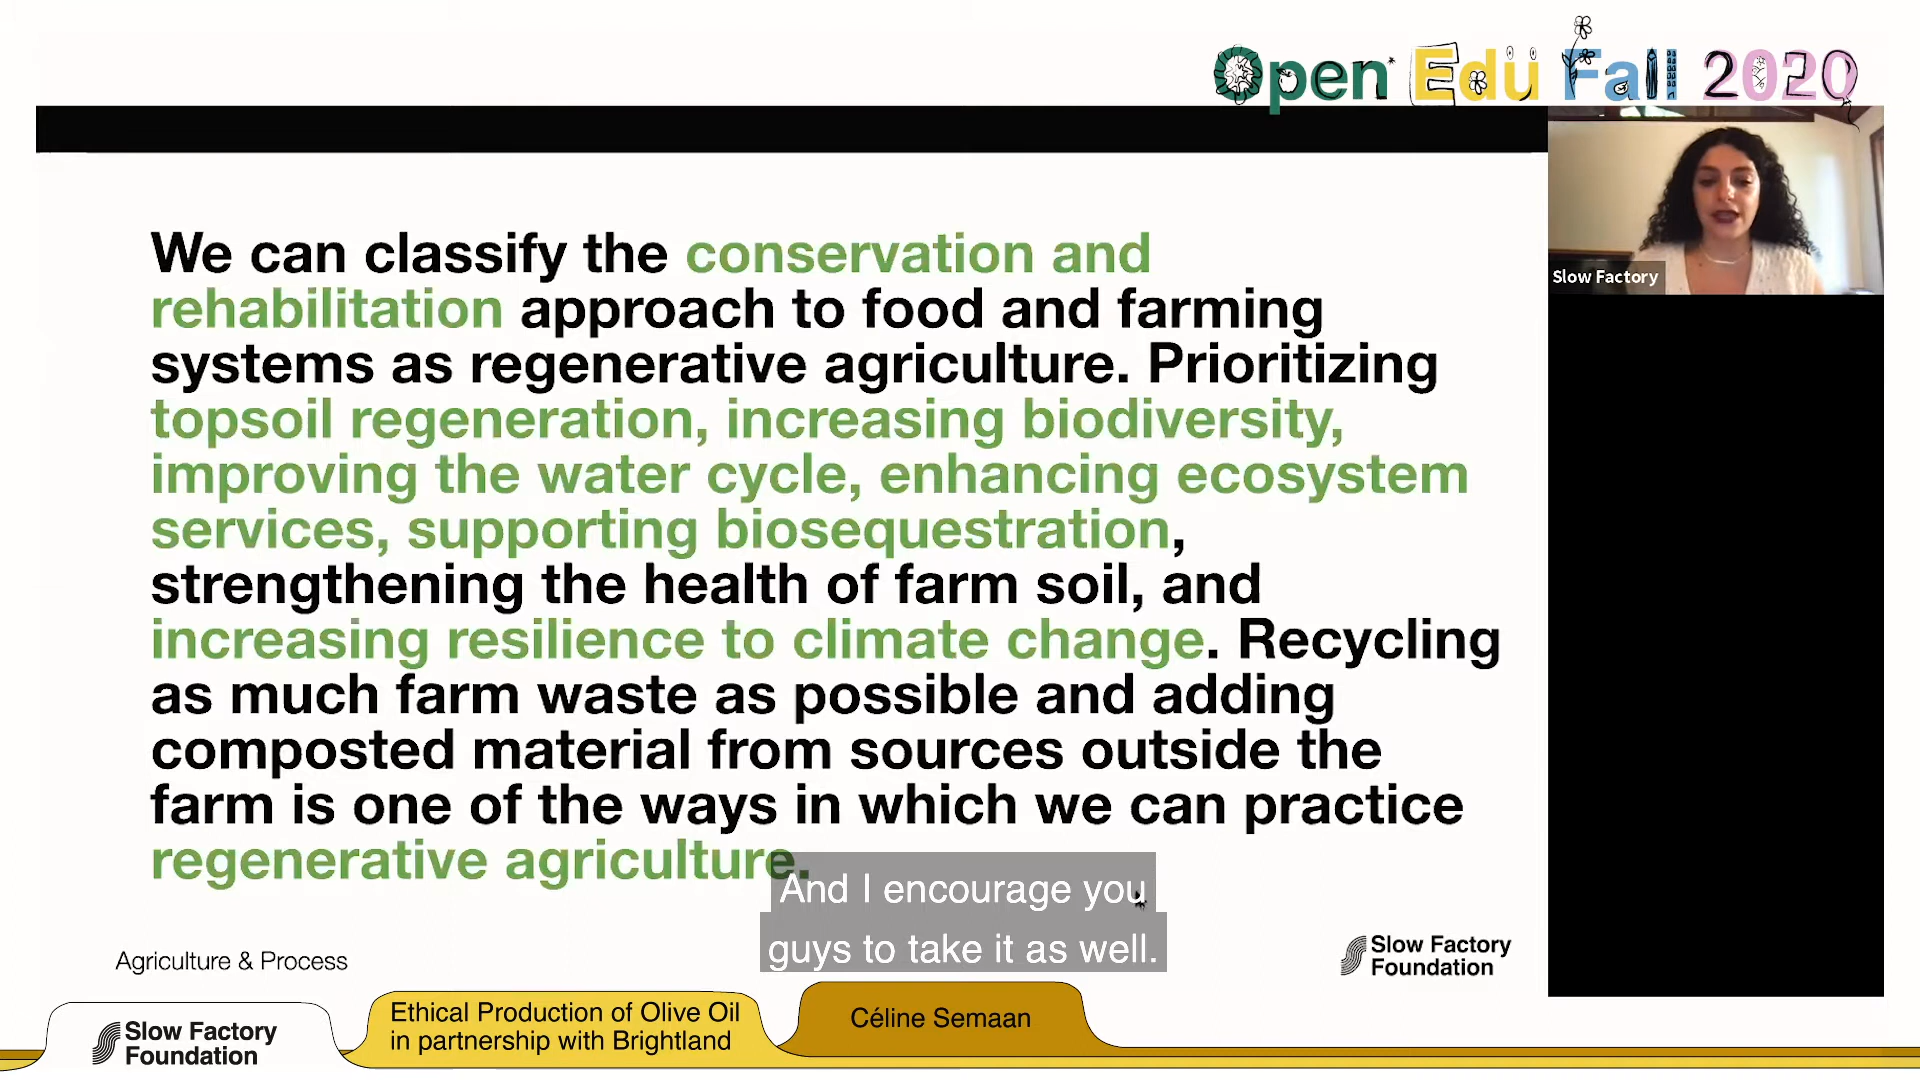 Open Edu Fall 2020
We can classify the conservation and
rehabilitation approach to food and farming
systems as regenerative agriculture. Prioritizing
topsoil regeneration, increasing biodiversity,
improving the water cycle, enhancing ecosystem
services, supporting biosequestration,
strengthening the health of farm soil, and
increasing resilience to climate change. Recycling
as much farm waste as possible and adding
composted material from sources outside the
farm is one of the ways in which we can practice
regenerative agriculture.
Slow Factory
And I encourage you
guys to take it as well.
Agriculture & Process
Slow Factory
Foundation
Slow Factory
Foundation
Ethical Production of Olive Oil
in partnership with Brightland
Céline Semaan